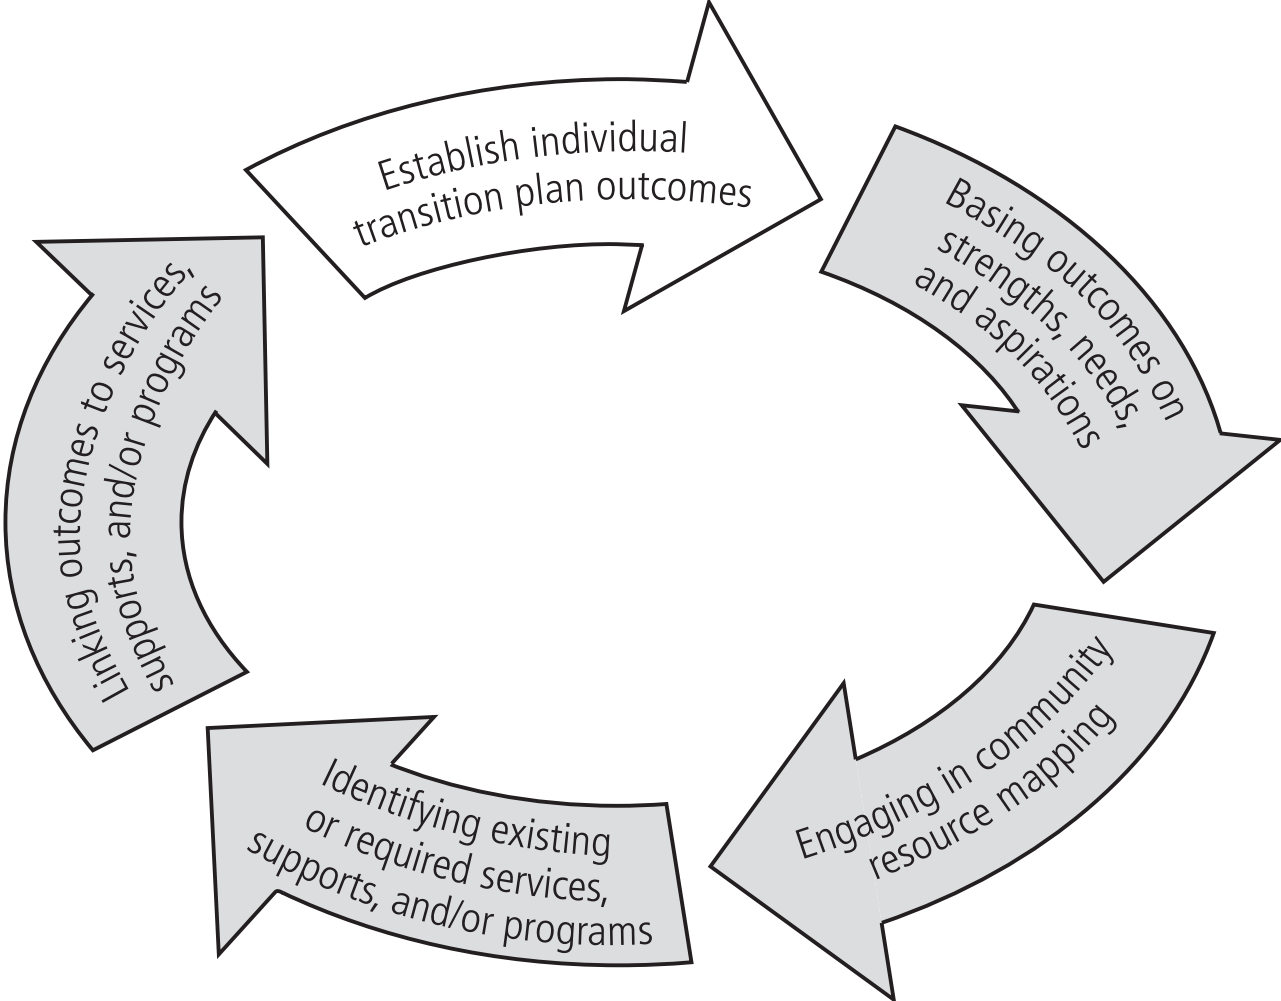 Establish individual
transition plan outcomes
Basing outcomes on
strengths, needs,
and aspirations
Engaging in community
resource mapping
Identifying existing
or required services,
supports, and/or programs
Linking outcomes to services,
supports, and/or programs